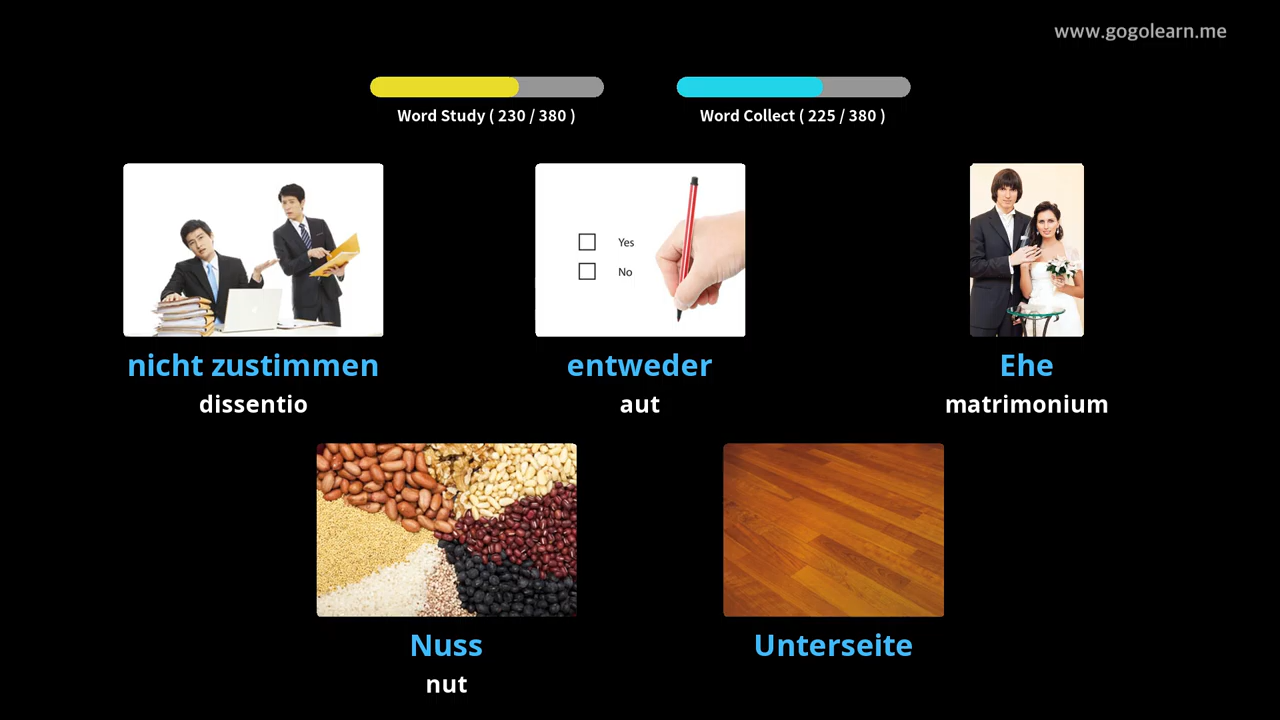 www.gogolearn.me
Word Study ( 230 / 380 )
Word Collect ( 225 / 380 )
Yes
No
nicht zustimmen
dissentio
entweder
aut
Ehe
matrimonium
Nuss
nut
Unterseite